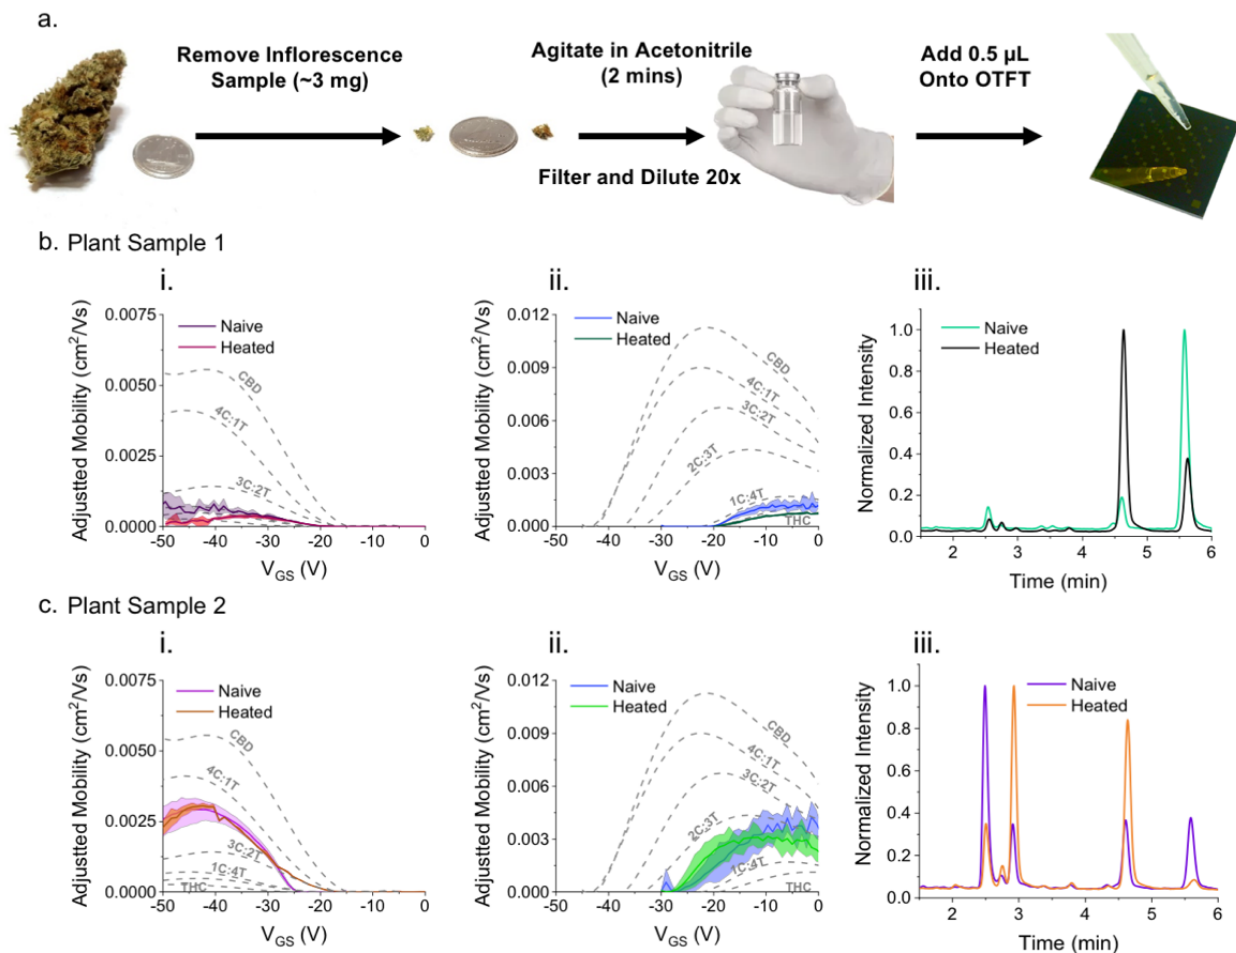 a.
Remove Inflorescence
Sample (~3 mg)
Agitate in Acetonitrile
(2 mins)
Filter and Dilute 20x
Add 0.5 µL
Onto OTFT
b. Plant Sample 1
i.
Adjustted Mobility (cm²/Vs)
0.0075
0.0050
0.0025
0.0000
Naive
Heated
CBD
4C:1T
3C:2T
-50 -40 -30 -20 -10 0
V_GS (V)
ii.
Adjusted Mobility (cm²/Vs)
0.012
0.009
0.006
0.003
0.000
Naive
Heated
CBD
4C:1T
3C:2T
2C:3T
1C:4T
THC
-50 -40 -30 -20 -10 0
V_GS (V)
iii.
Normalized Intensity
1.0
0.8
0.6
0.4
0.2
0.0
Naive
Heated
2 3 4 5 6
Time (min)
c. Plant Sample 2
i.
Adjustted Mobility (cm²/Vs)
0.0075
0.0050
0.0025
0.0000
Naive
Heated
CBD
4C:1T
3C:2T
1C:4T
THC
-50 -40 -30 -20 -10 0
V_GS (V)
ii.
Adjusted Mobility (cm²/Vs)
0.012
0.009
0.006
0.003
0.000
Naive
Heated
CBD
4C:1T
3C:2T
2C:3T
1C:4T
THC
-50 -40 -30 -20 -10 0
V_GS (V)
iii.
Normalized Intensity
1.0
0.8
0.6
0.4
0.2
0.0
Naive
Heated
2 3 4 5 6
Time (min)